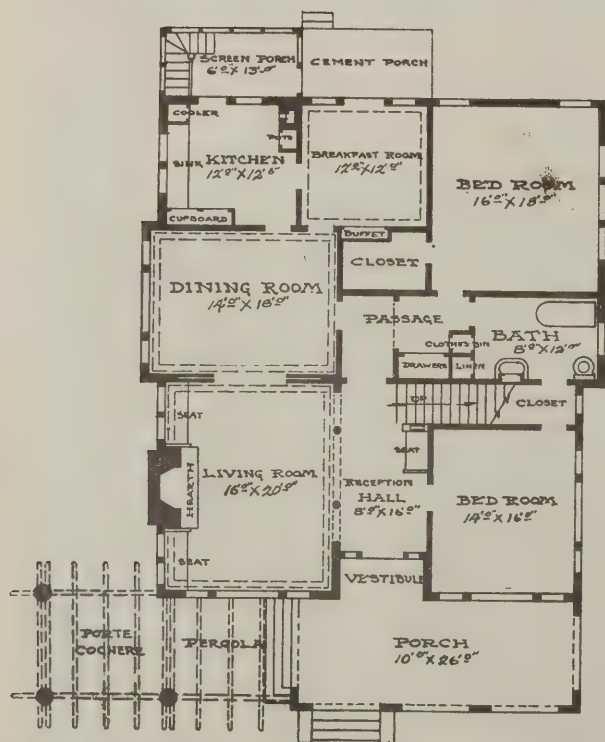 SCREEN PORCH
6'0" X 13'0"
CEMENT PORCH
COOLER
SINK
KITCHEN
12'0" X 12'6"
BREAKFAST ROOM
12'0" X 12'0"
BED ROOM
16'0" X 18'0"
CUPBOARD
BUFFET
CLOSET
DINING ROOM
14'0" X 18'0"
PASSAGE
BATH
8'0" X 12'0"
CLOTHES BIN
DRAWERS
LINEN
UP
CLOSET
SEAT
SEAT
LIVING ROOM
16'0" X 20'0"
HEARTH
RECEPTION
HALL
8'0" X 16'0"
BED ROOM
14'0" X 16'0"
SEAT
VESTIBULE
PORTE
COCHERE
PERGOLA
PORCH
10'0" X 26'0"